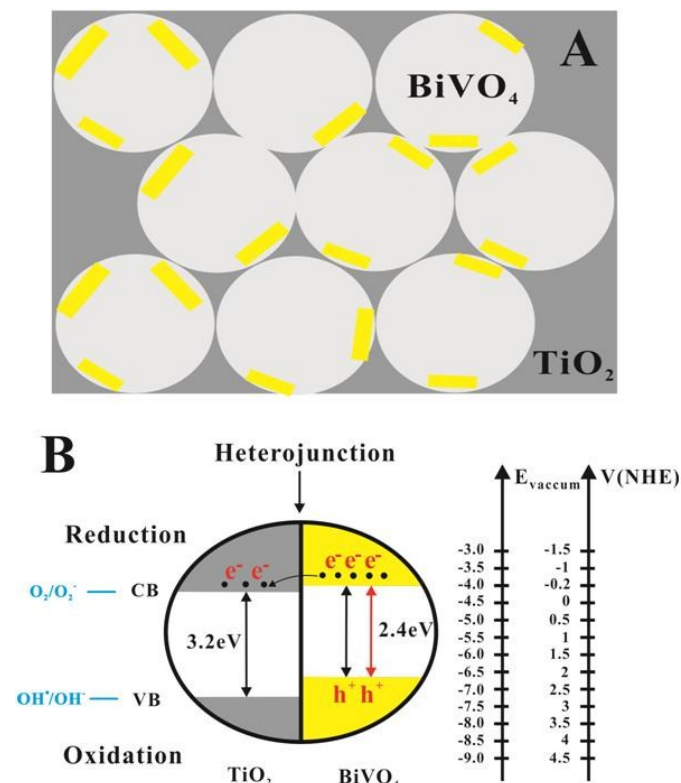 A
BiVO₄
TiO₂
B
Heterojunction
Evaccum V(NHE)
Reduction
e⁻ e⁻ e⁻ e⁻ e⁻
O₂/O₂⁻ CB
3.2eV 2.4eV
OH•/OH⁻ VB
h⁺ h⁺
Oxidation
TiO₂ BiVO₄
-3.0 -1.5
-3.5 -1
-4.0 -0.2
-4.5 0
-5.0 0.5
-5.5 1
-6.0 1.5
-6.5 2
-7.0 2.5
-7.5 3
-8.0 3.5
-8.5 4
-9.0 4.5